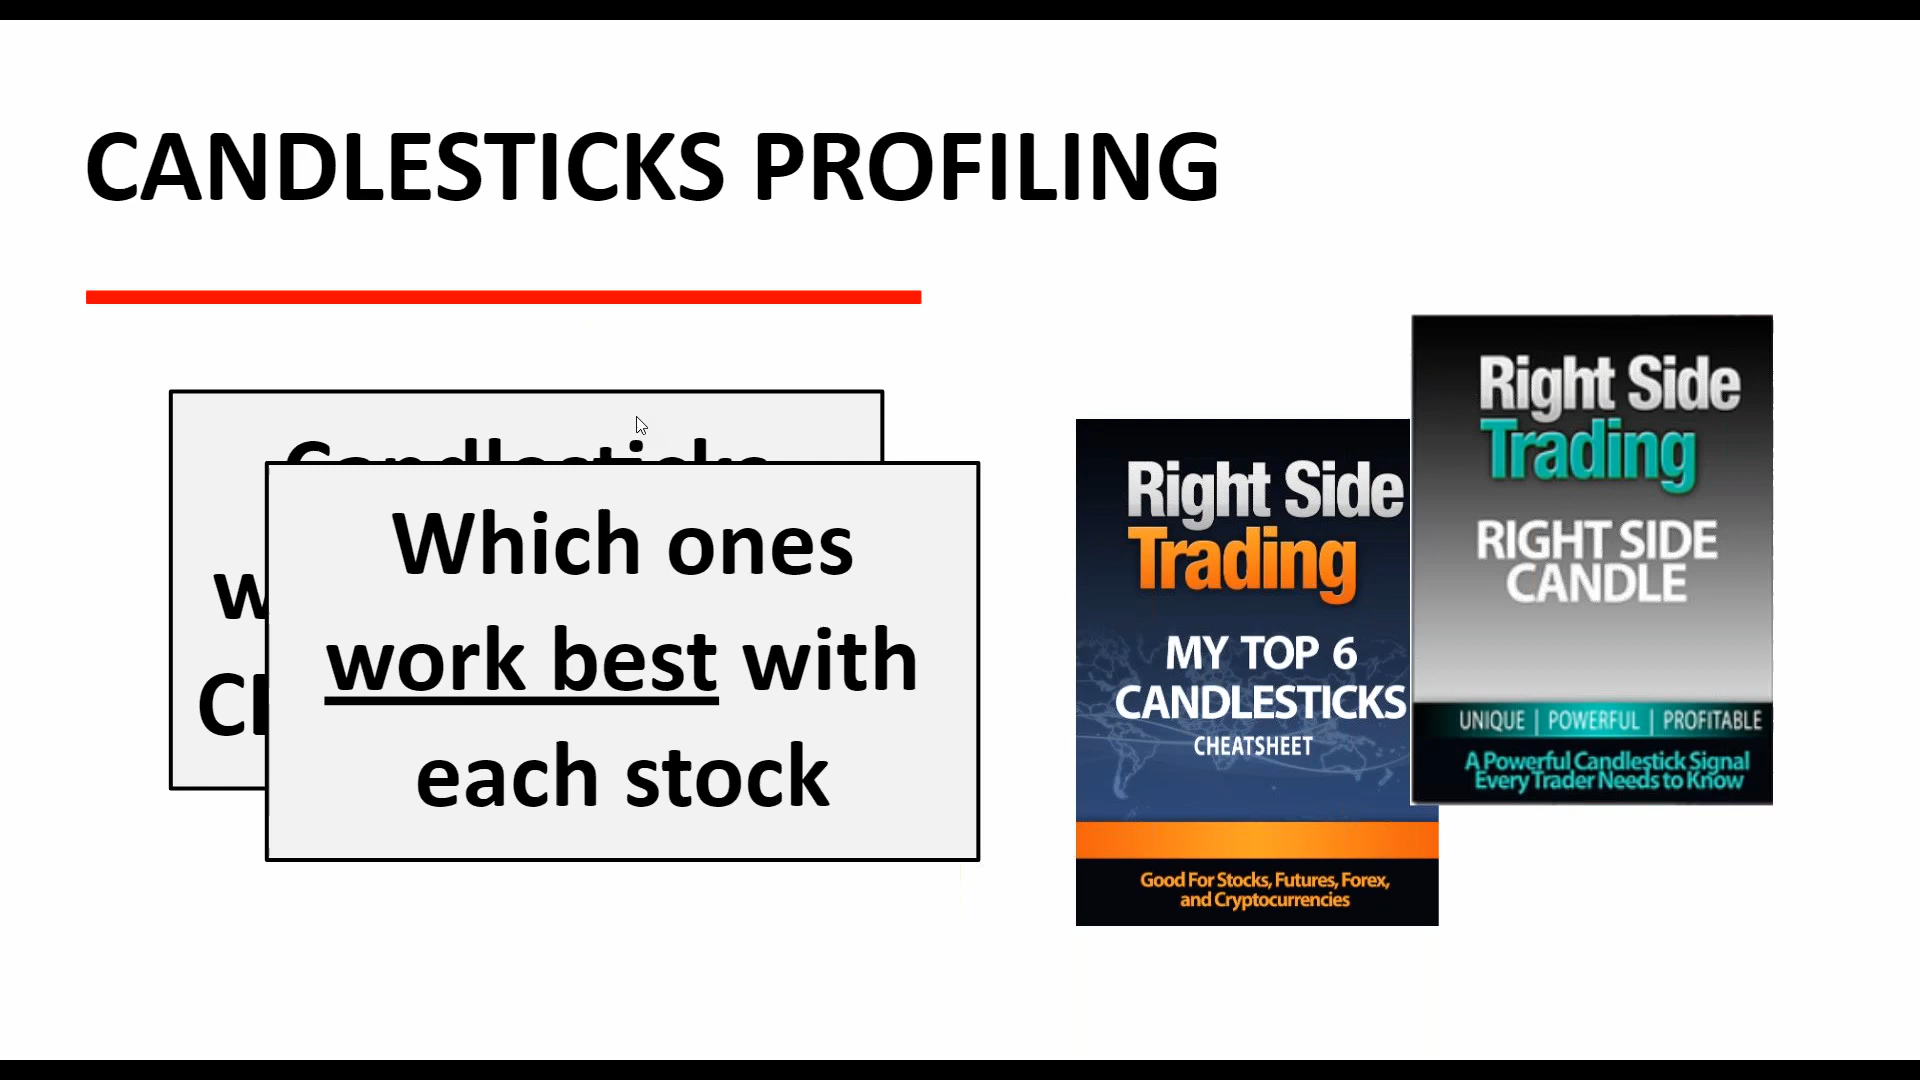 CANDLESTICKS PROFILING
Candlesticks
Which ones
work best with
each stock
Right Side
Trading
MY TOP 6
CANDLESTICKS
CHEATSHEET
Good For Stocks, Futures, Forex,
and Cryptocurrencies
Right Side
Trading
RIGHT SIDE
CANDLE
UNIQUE | POWERFUL | PROFITABLE
A Powerful Candlestick Signal
Every Trader Needs to Know